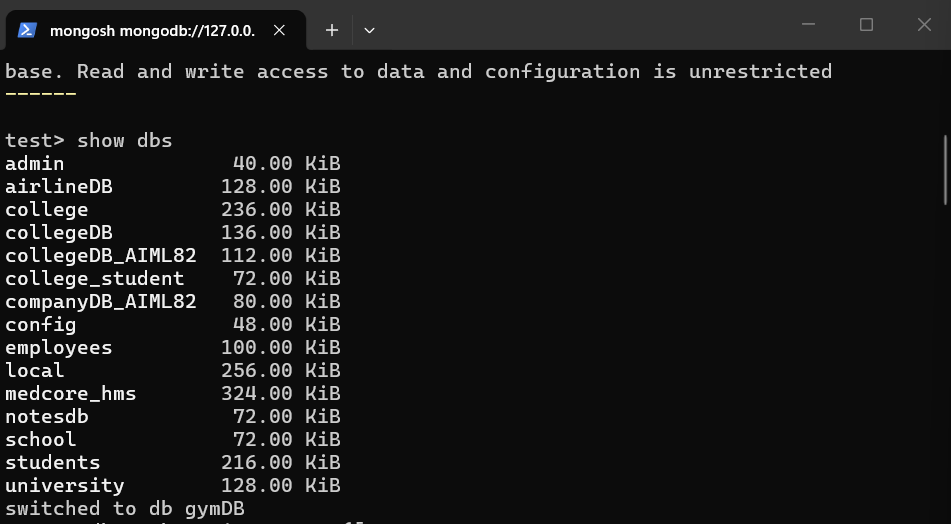 mongosh mongodb://127.0.0.
base. Read and write access to data and configuration is unrestricted
------
test> show dbs
admin 40.00 KiB
airlineDB 128.00 KiB
college 236.00 KiB
collegeDB 136.00 KiB
collegeDB_AIML82 112.00 KiB
college_student 72.00 KiB
companyDB_AIML82 80.00 KiB
config 48.00 KiB
employees 100.00 KiB
local 256.00 KiB
medcore_hms 324.00 KiB
notesdb 72.00 KiB
school 72.00 KiB
students 216.00 KiB
university 128.00 KiB
switched to db gymDB